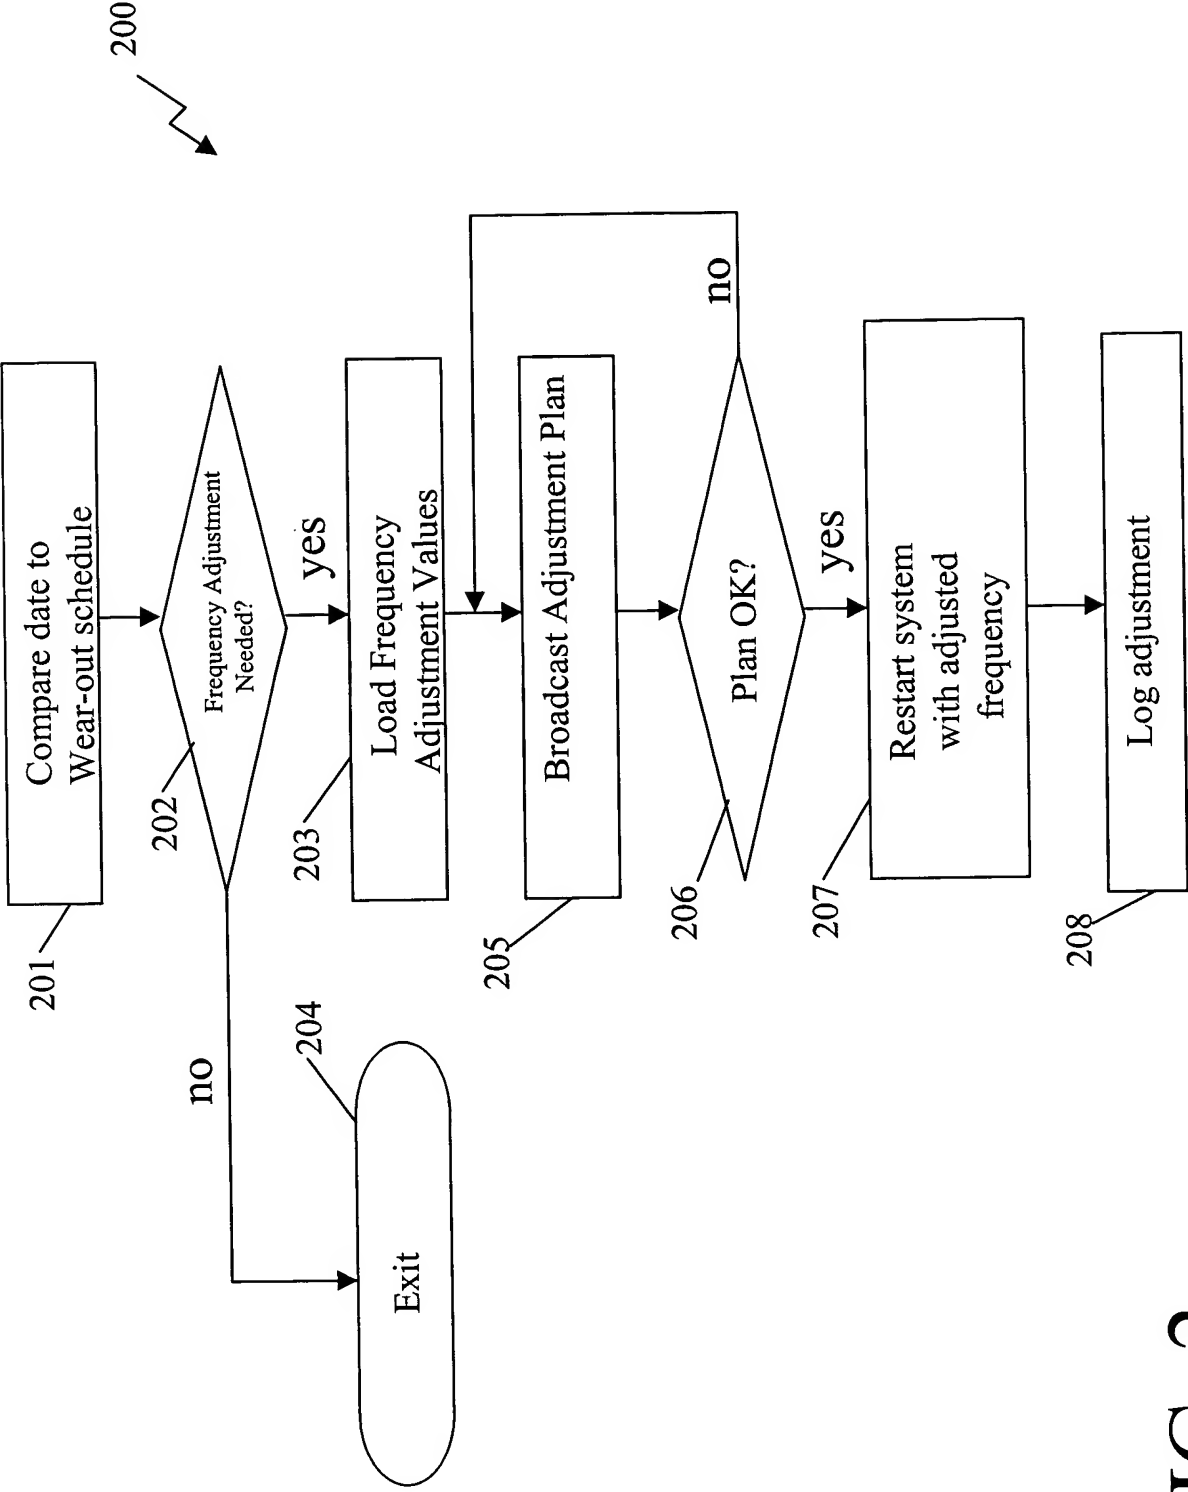 200
201
Compare date to
Wear-out schedule
202
Frequency Adjustment
Needed?
no
yes
203
Load Frequency
Adjustment Values
204
Exit
205
Broadcast Adjustment Plan
206
Plan OK?
no
yes
207
Restart system
with adjusted
frequency
208
Log adjustment